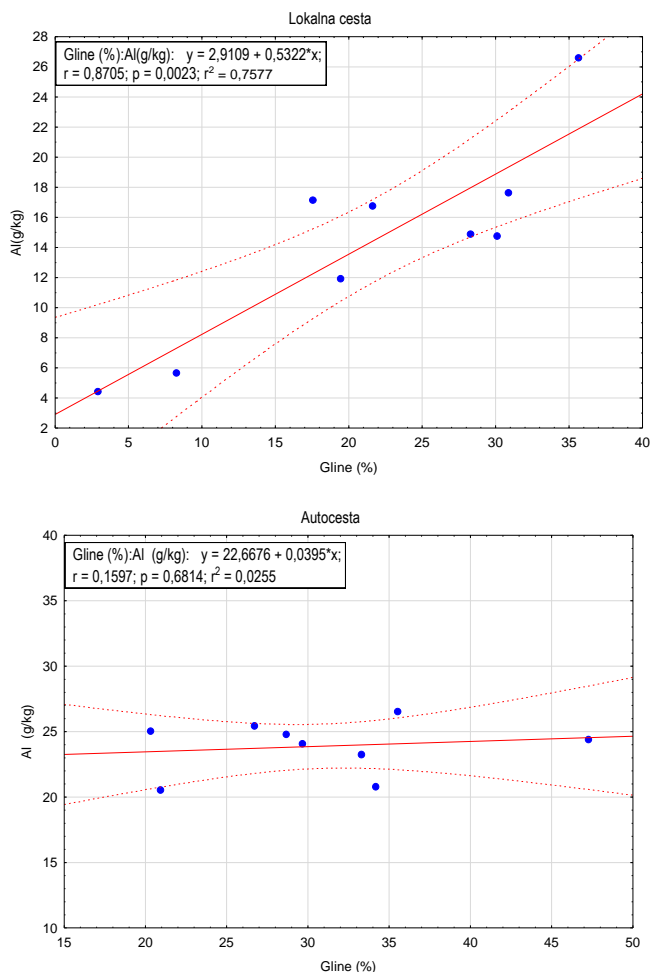 Lokalna cesta
Gline (%):Al(g/kg): y = 2,9109 + 0,5322*x;
r = 0,8705; p = 0,0023; r² = 0,7577
28
26
24
22
20
18
16
14
12
10
8
6
4
2
Al(g/kg)
0 5 10 15 20 25 30 35 40
Gline (%)
Autocesta
Gline (%):Al (g/kg): y = 22,6676 + 0,0395*x;
r = 0,1597; p = 0,6814; r² = 0,0255
40
35
30
25
20
15
10
Al (g/kg)
15 20 25 30 35 40 45 50
Gline (%)